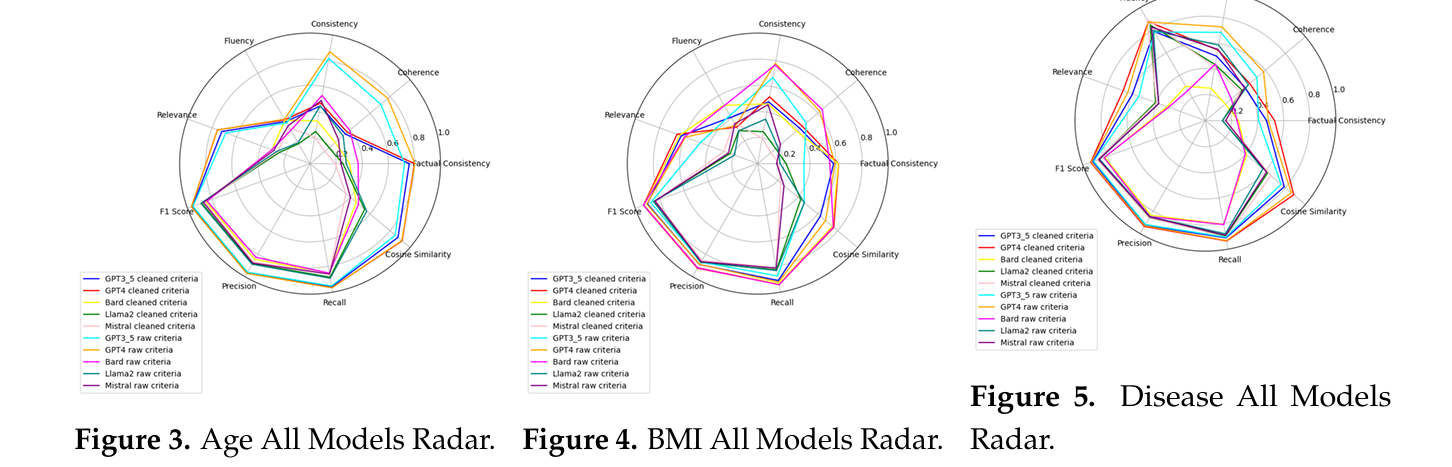 Consistency
Fluency
Coherence
Relevance
1.0
0.8
0.6
0.4
0.2
Factual Consistency
F1 Score
Cosine Similarity
Precision
Recall
GPT3_5 cleaned criteria
GPT4 cleaned criteria
Bard cleaned criteria
Llama2 cleaned criteria
Mistral cleaned criteria
GPT3_5 raw criteria
GPT4 raw criteria
Bard raw criteria
Llama2 raw criteria
Mistral raw criteria
Figure 3. Age All Models Radar.
Consistency
Fluency
Coherence
Relevance
1.0
0.8
0.6
0.4
0.2
Factual Consistency
F1 Score
Cosine Similarity
Precision
Recall
GPT3_5 cleaned criteria
GPT4 cleaned criteria
Bard cleaned criteria
Llama2 cleaned criteria
Mistral cleaned criteria
GPT3_5 raw criteria
GPT4 raw criteria
Bard raw criteria
Llama2 raw criteria
Mistral raw criteria
Figure 4. BMI All Models Radar.
Coherence
Relevance
1.0
0.8
0.6
0.4
0.2
Factual Consistency
F1 Score
Cosine Similarity
Precision
Recall
GPT3_5 cleaned criteria
GPT4 cleaned criteria
Bard cleaned criteria
Llama2 cleaned criteria
Mistral cleaned criteria
GPT3_5 raw criteria
GPT4 raw criteria
Bard raw criteria
Llama2 raw criteria
Mistral raw criteria
Figure 5. Disease All Models
Radar.